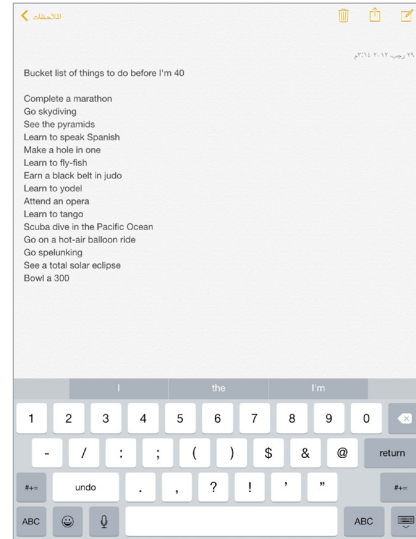 الملاحظات
Bucket list of things to do before I'm 40
Complete a marathon
Go skydiving
See the pyramids
Learn to speak Spanish
Make a hole in one
Learn to fly-fish
Earn a black belt in judo
Learn to yodel
Attend an opera
Learn to tango
Scuba dive in the Pacific Ocean
Go on a hot-air balloon ride
Go spelunking
See a total solar eclipse
Bowl a 300
I the I'm
1 2 3 4 5 6 7 8 9 0
- / : ; ( ) $ & @ return
#+= undo . , ? ! ' " #+=
ABC ABC